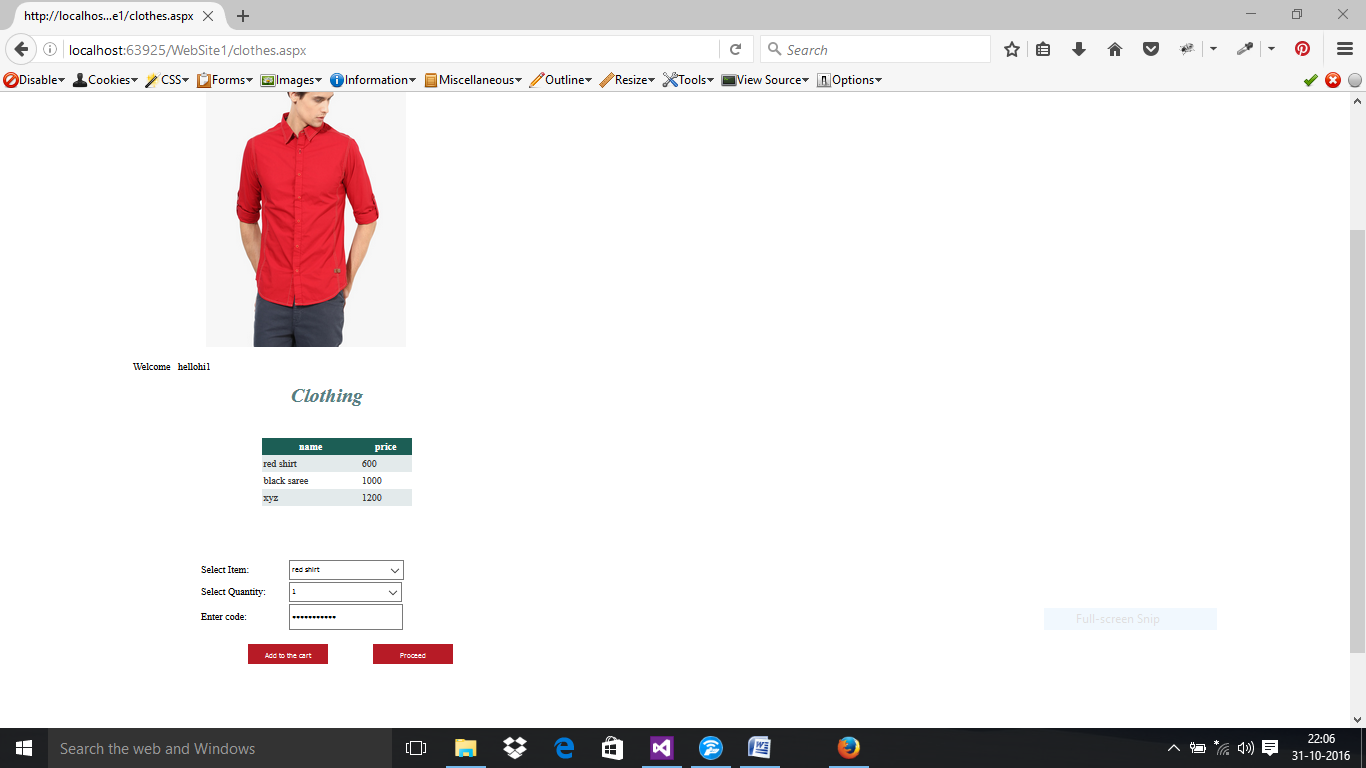 http://localhos...e1/clothes.aspx
localhost:63925/WebSite1/clothes.aspx
Search
Disable Cookies CSS Forms Images Information Miscellaneous Outline Resize Tools View Source Options
Welcome hellohi1
Clothing
name price
red shirt 600
black saree 1000
xyz 1200
Select Item: red shirt
Select Quantity: 1
Enter code: •••••••••••
Full-screen Snip
Add to the cart Proceed
Search the web and Windows
22:06
31-10-2016